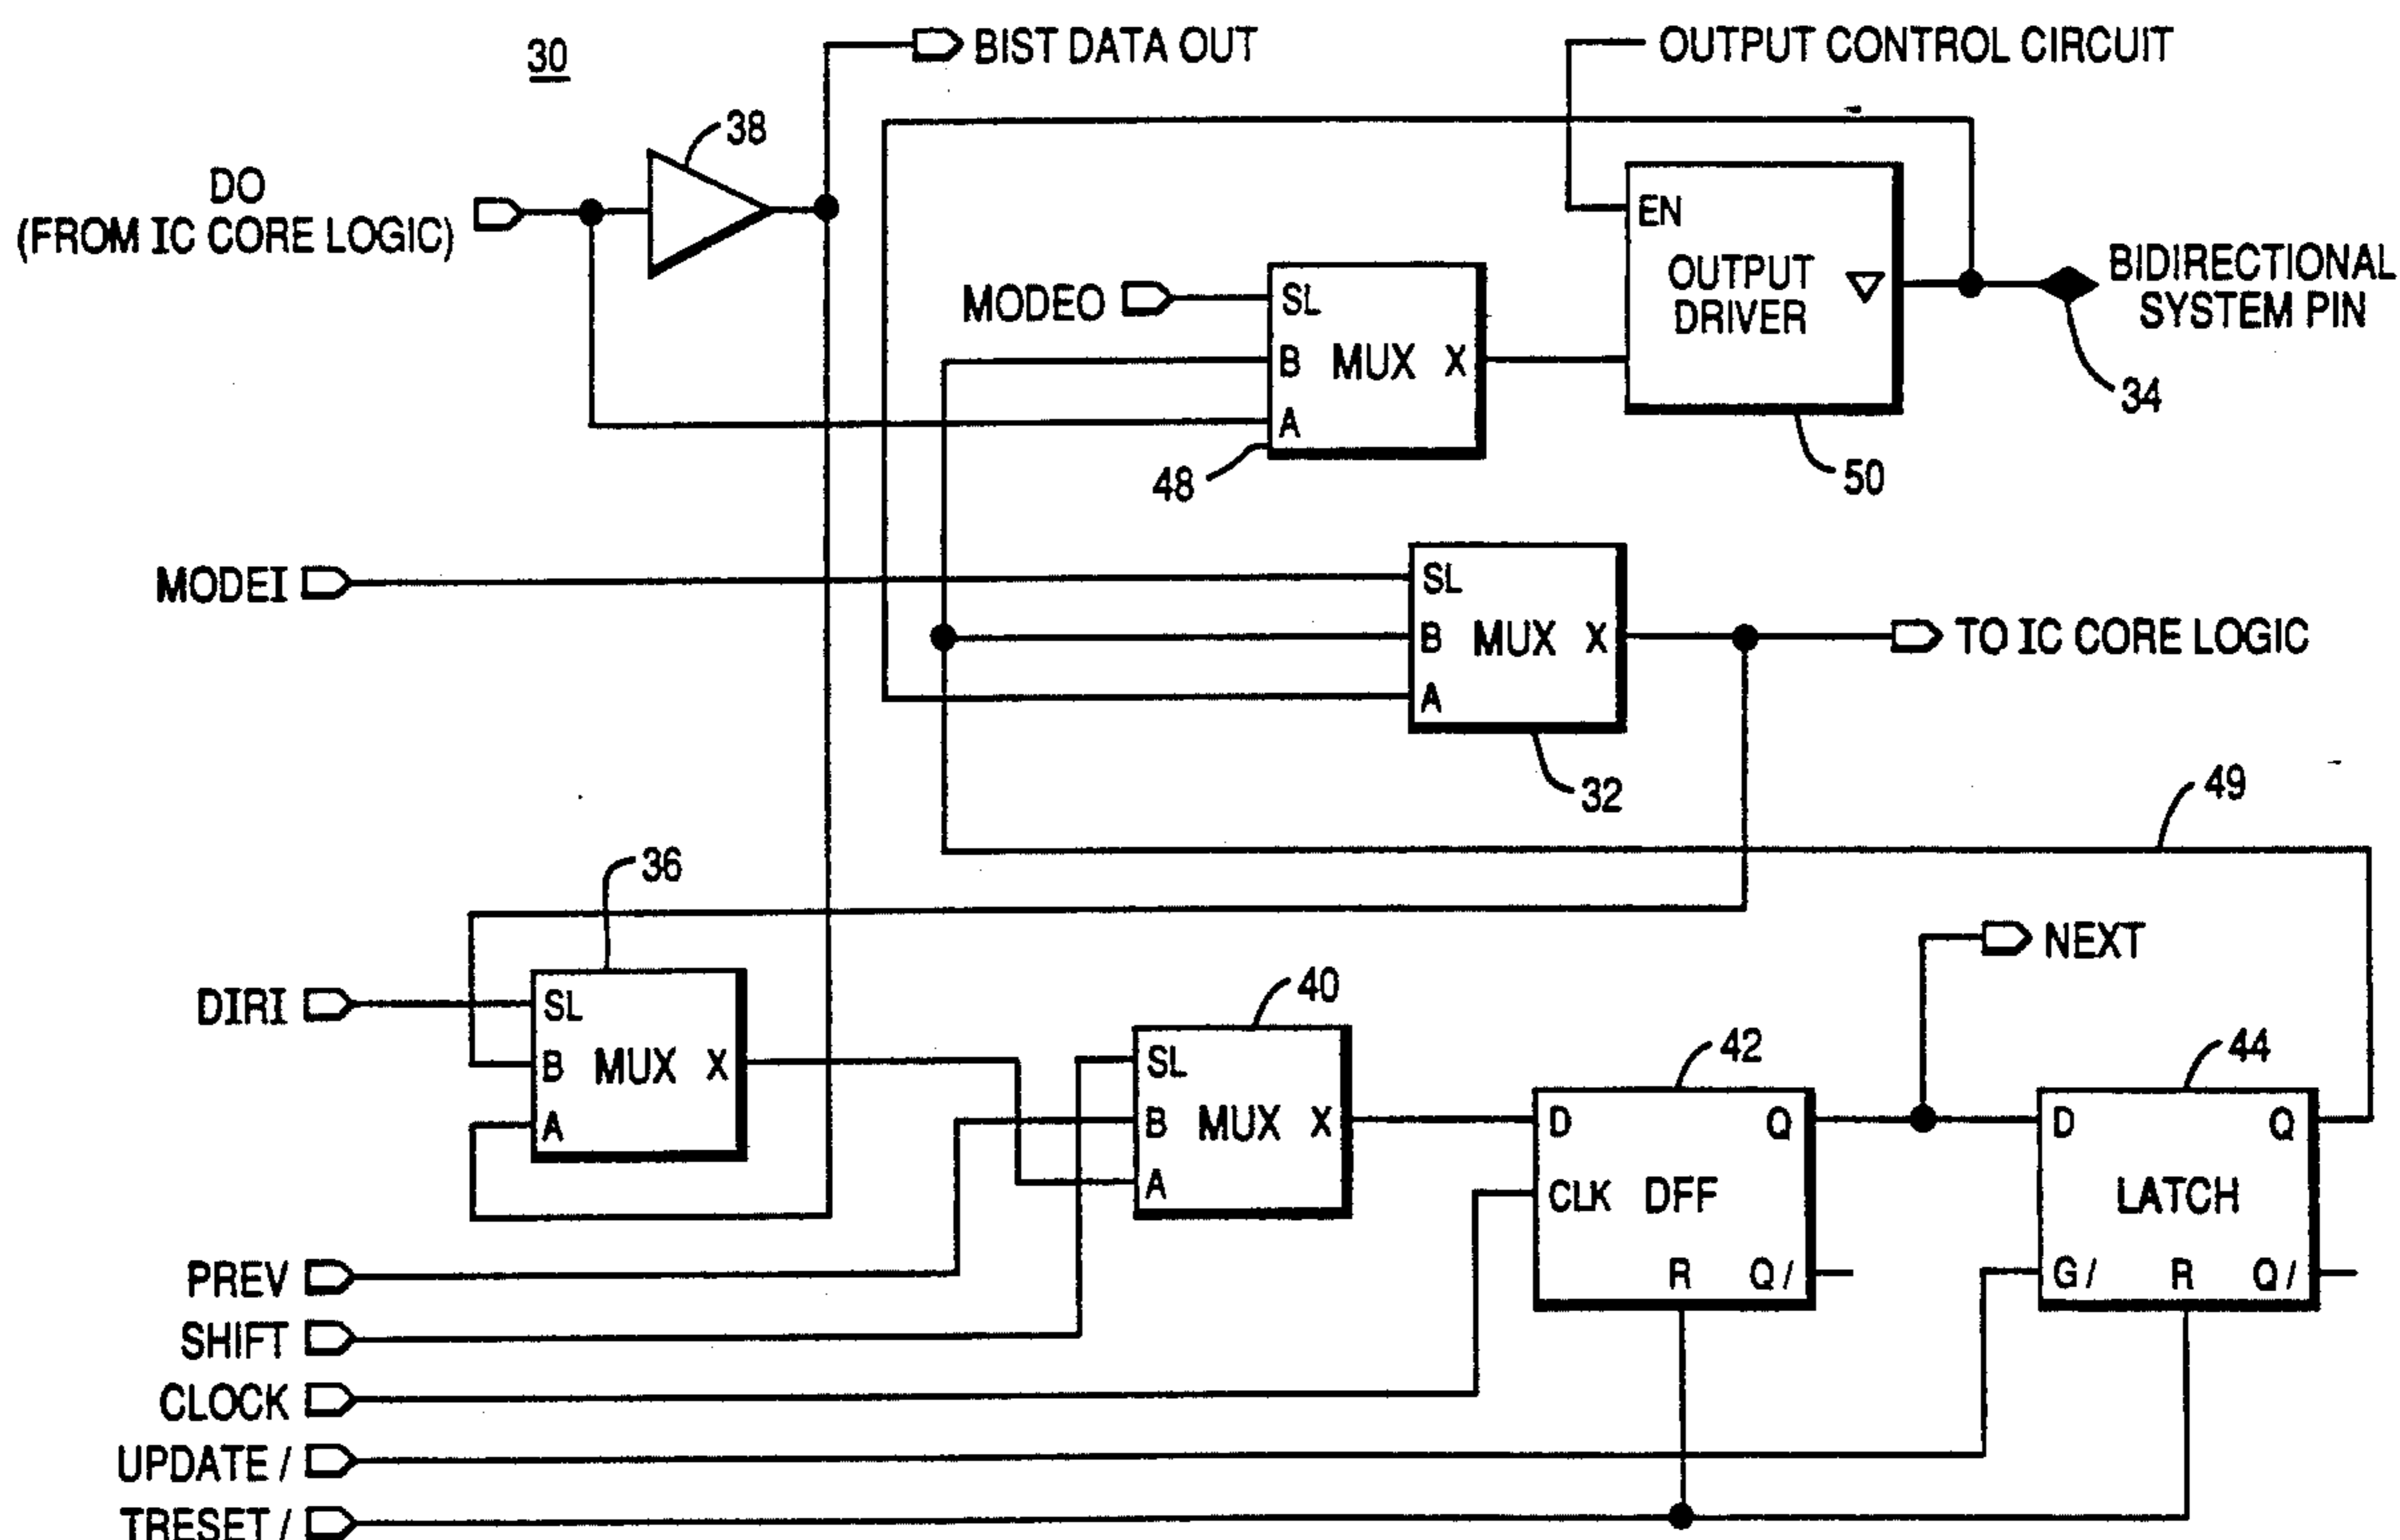 30
BIST DATA OUT
OUTPUT CONTROL CIRCUIT
38
DO
(FROM IC CORE LOGIC)
EN
OUTPUT
DRIVER
BIDIRECTIONAL
SYSTEM PIN
34
50
MODEO
SL
B MUX X
A
48
MODEI
SL
B MUX X
A
TO IC CORE LOGIC
32
49
36
DIRI
SL
B MUX X
A
40
SL
B MUX X
A
NEXT
42
D Q
CLK DFF
R Q/
44
D Q
LATCH
G/ R Q/
PREV
SHIFT
CLOCK
UPDATE /
TRESET /